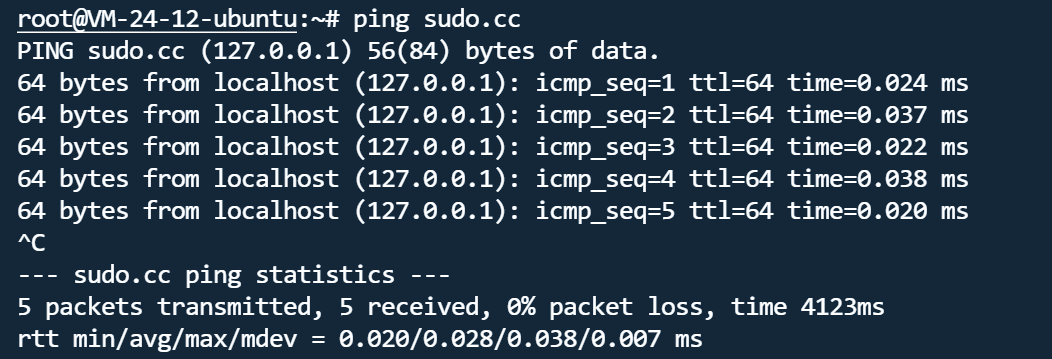 root@VM-24-12-ubuntu:~# ping sudo.cc
PING sudo.cc (127.0.0.1) 56(84) bytes of data.
64 bytes from localhost (127.0.0.1): icmp_seq=1 ttl=64 time=0.024 ms
64 bytes from localhost (127.0.0.1): icmp_seq=2 ttl=64 time=0.037 ms
64 bytes from localhost (127.0.0.1): icmp_seq=3 ttl=64 time=0.022 ms
64 bytes from localhost (127.0.0.1): icmp_seq=4 ttl=64 time=0.038 ms
64 bytes from localhost (127.0.0.1): icmp_seq=5 ttl=64 time=0.020 ms
^C
--- sudo.cc ping statistics ---
5 packets transmitted, 5 received, 0% packet loss, time 4123ms
rtt min/avg/max/mdev = 0.020/0.028/0.038/0.007 ms